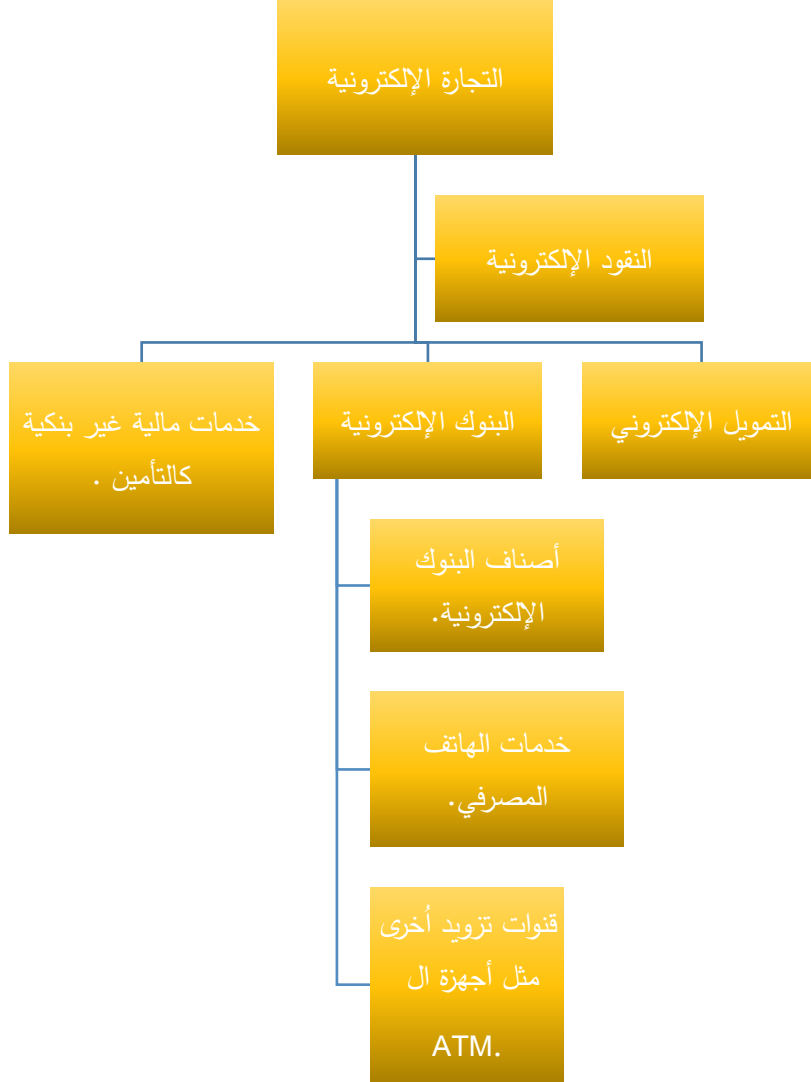 التجارة الإلكترونية
النقود الإلكترونية
التمويل الإلكتروني
البنوك الإلكترونية
خدمات مالية غير بنكية
كالتأمين .
أصناف البنوك
الإلكترونية.
خدمات الهاتف
المصرفي.
قنوات تزويد اُخرى
مثل أجهزة ال
ATM.